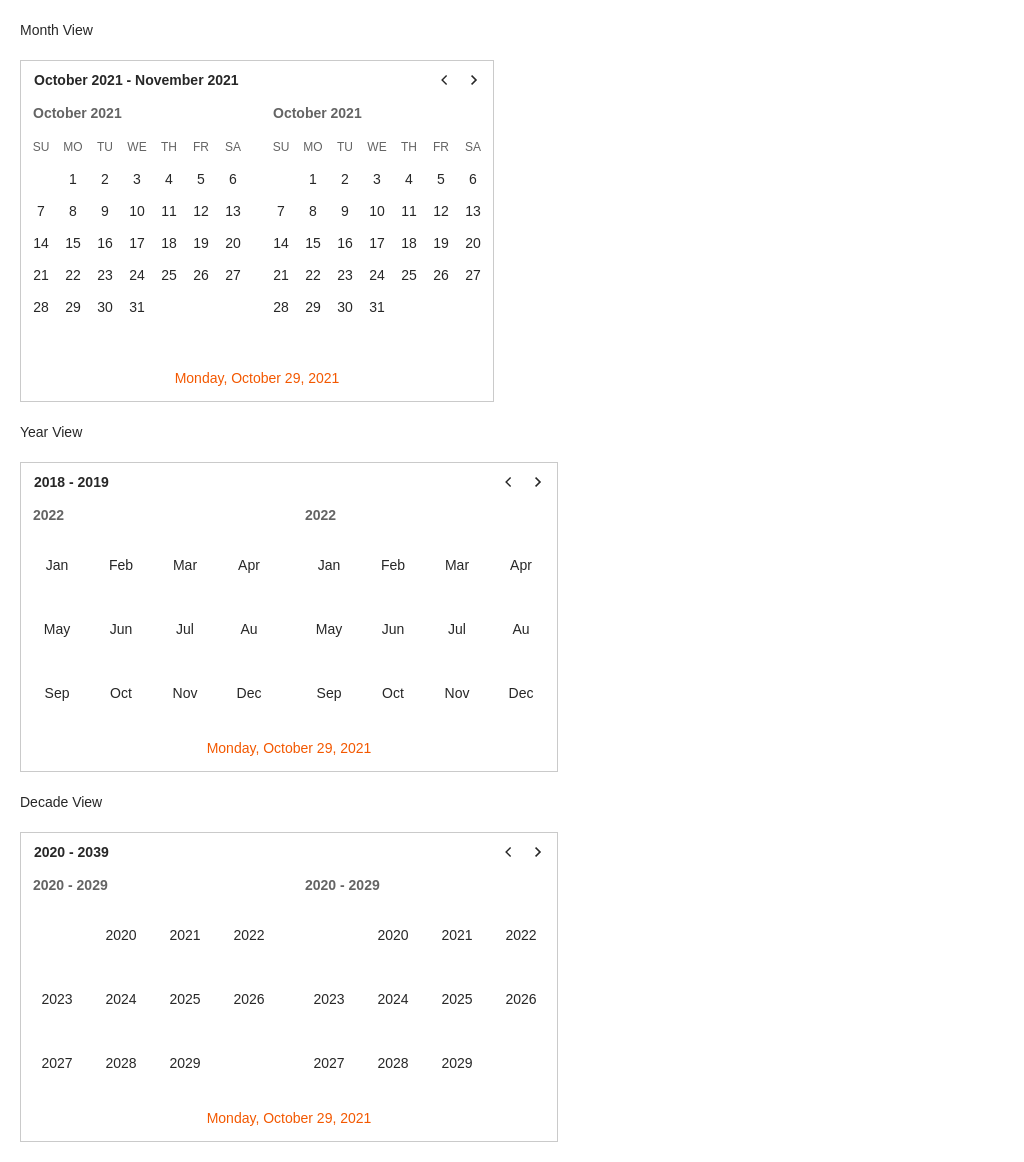 Month View
October 2021 - November 2021
October 2021 October 2021
SU MO TU WE TH FR SA SU MO TU WE TH FR SA
1 2 3 4 5 6 1 2 3 4 5 6
7 8 9 10 11 12 13 7 8 9 10 11 12 13
14 15 16 17 18 19 20 14 15 16 17 18 19 20
21 22 23 24 25 26 27 21 22 23 24 25 26 27
28 29 30 31 28 29 30 31
Monday, October 29, 2021
Year View
2018 - 2019
2022 2022
Jan Feb Mar Apr Jan Feb Mar Apr
May Jun Jul Au May Jun Jul Au
Sep Oct Nov Dec Sep Oct Nov Dec
Monday, October 29, 2021
Decade View
2020 - 2039
2020 - 2029 2020 - 2029
2020 2021 2022 2020 2021 2022
2023 2024 2025 2026 2023 2024 2025 2026
2027 2028 2029 2027 2028 2029
Monday, October 29, 2021